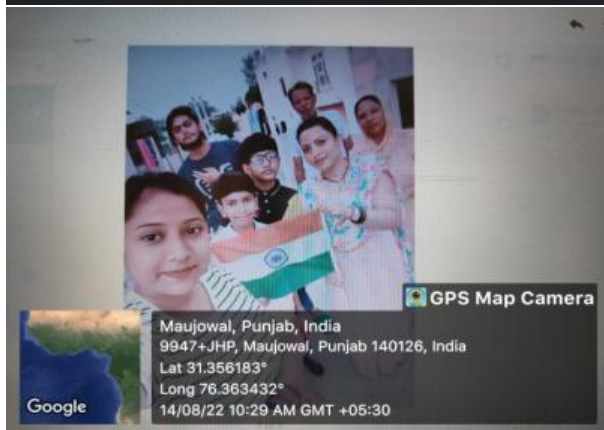 GPS Map Camera
Maujowal, Punjab, India
9947+JHP, Maujowal, Punjab 140126, India
Lat 31.356183°
Long 76.363432°
14/08/22 10:29 AM GMT +05:30
Google